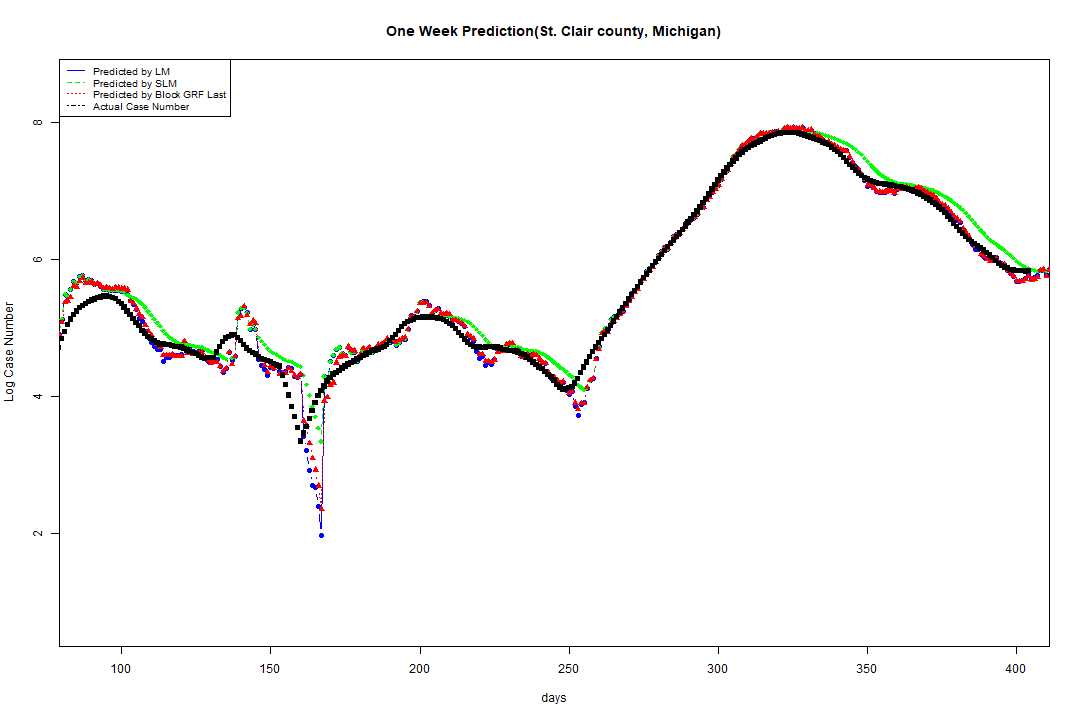 One Week Prediction(St. Clair county, Michigan)
Predicted by LM
Predicted by SLM
Predicted by Block GRF Last
Actual Case Number
Log Case Number
8
6
4
2
100 150 200 250 300 350 400
days